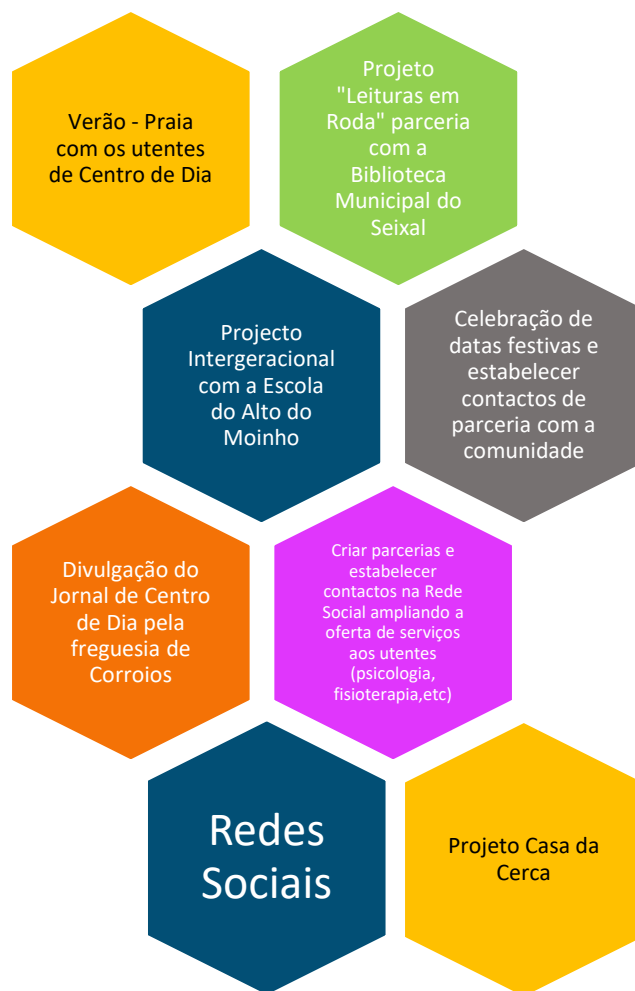 Verão - Praia
com os utentes
de Centro de Dia
Projeto
"Leituras em
Roda" parceria
com a
Biblioteca
Municipal do
Seixal
Projecto
Intergeracional
com a Escola
do Alto do
Moinho
Celebração de
datas festivas e
estabelecer
contactos de
parceria com a
comunidade
Divulgação do
Jornal de Centro
de Dia pela
freguesia de
Corroios
Criar parcerias e
estabelecer
contactos na Rede
Social ampliando a
oferta de serviços
aos utentes
(psicologia,
fisioterapia,etc)
Redes
Sociais
Projeto Casa da
Cerca